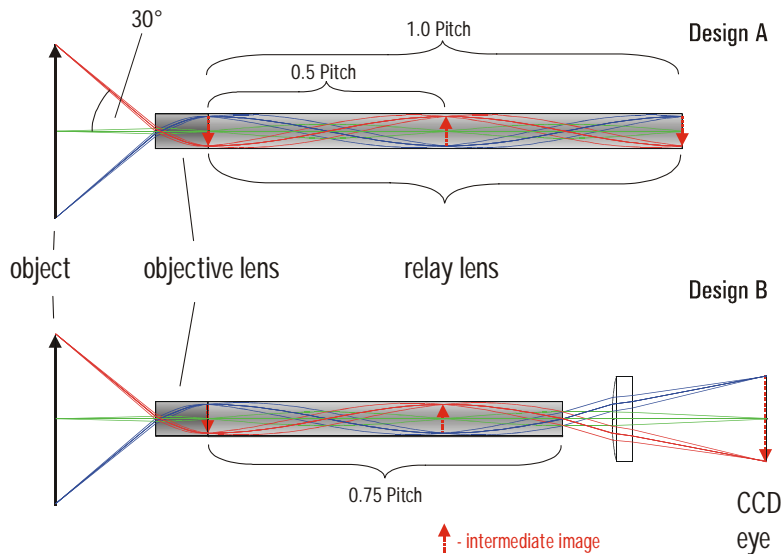 30°
1.0 Pitch
Design A
0.5 Pitch
object
objective lens
relay lens
Design B
0.75 Pitch
CCD
eye
- intermediate image